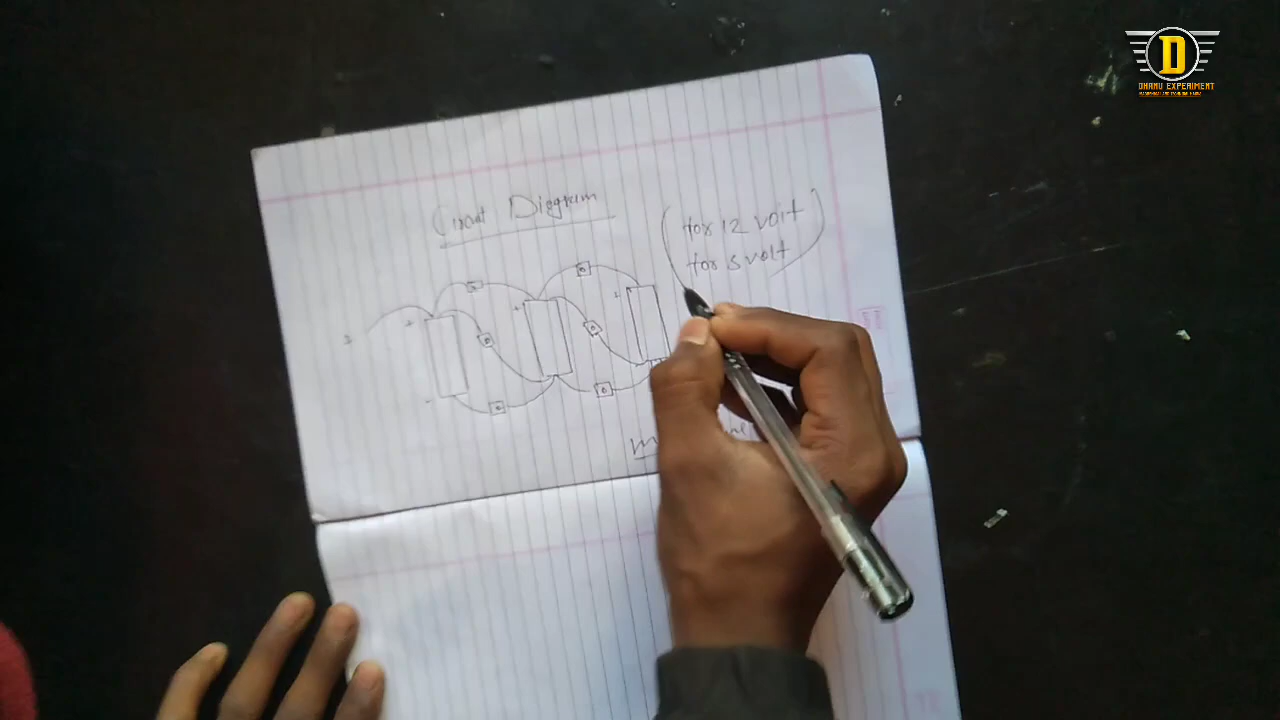 D
DHANU EXPERIMENT
Circuit Diagram
for 12 volt
for 5 volt